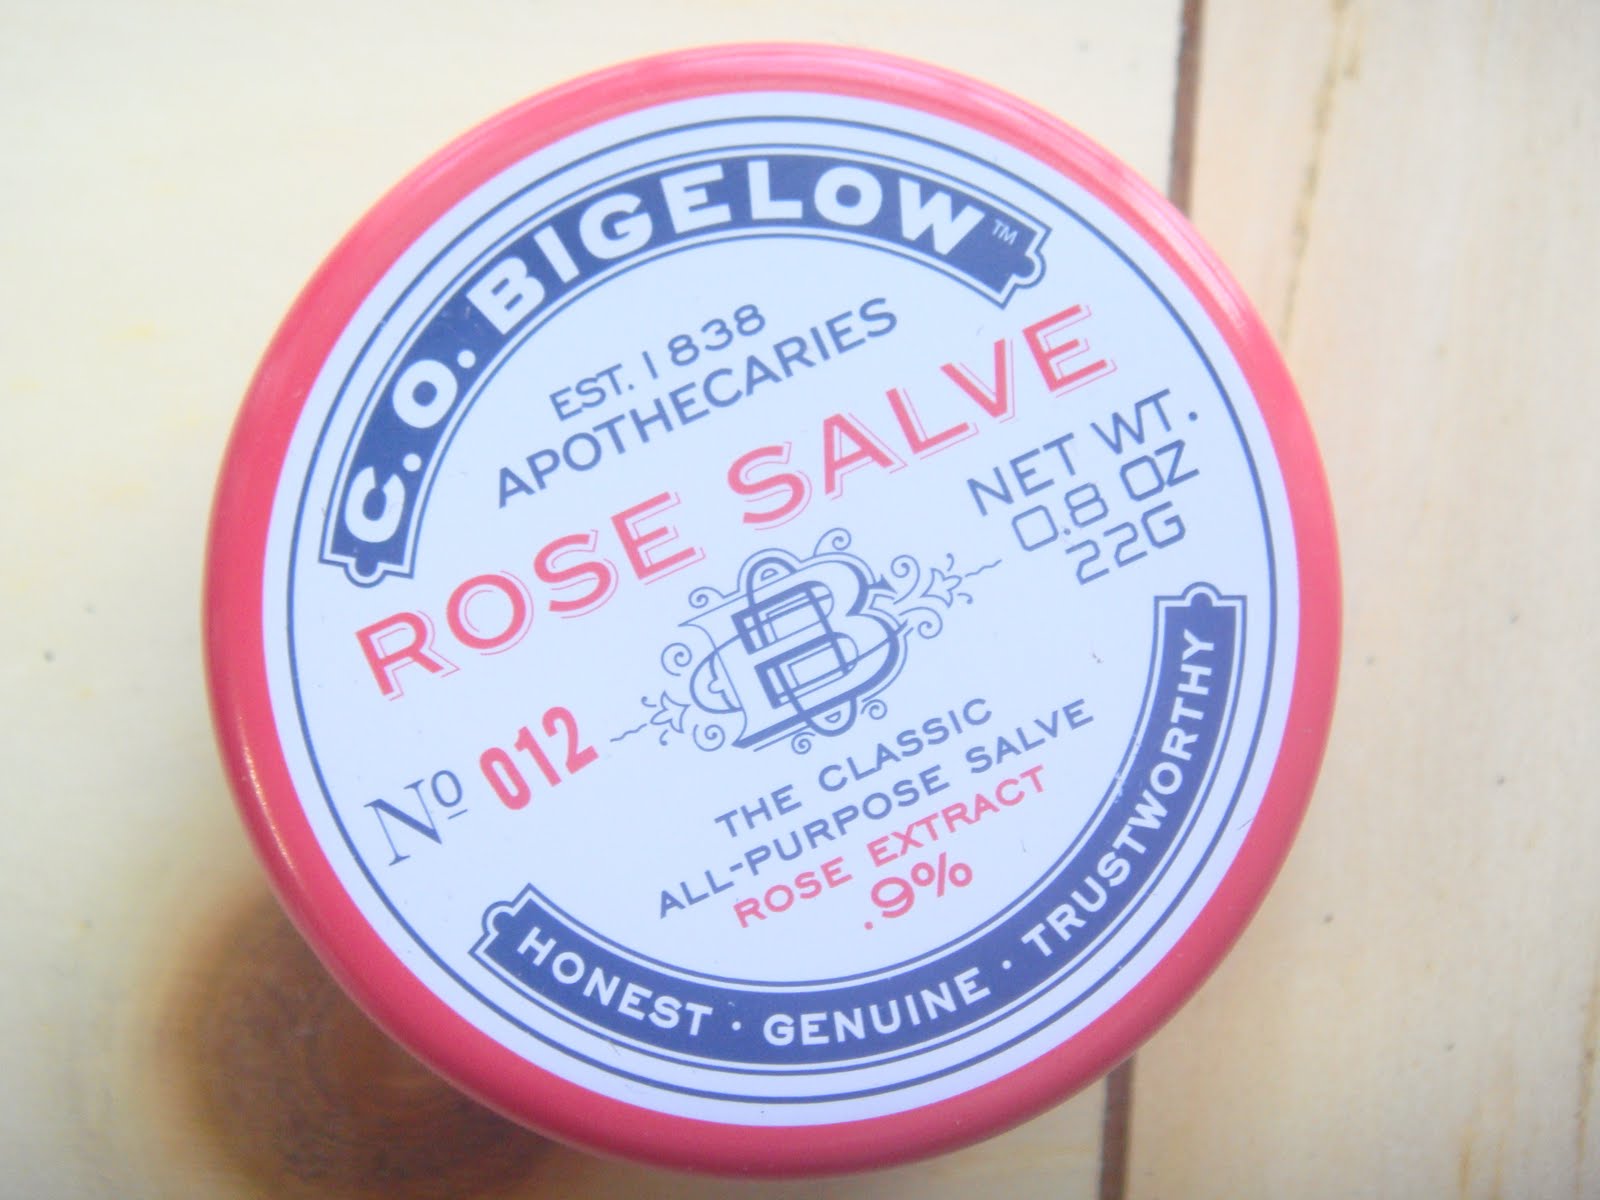 C.O. BIGELOW™
EST. 1838
APOTHECARIES
ROSE SALVE
NET WT.
0.8 OZ
22G
Nº 012
THE CLASSIC
ALL-PURPOSE SALVE
ROSE EXTRACT
.9%
HONEST · GENUINE · TRUSTWORTHY